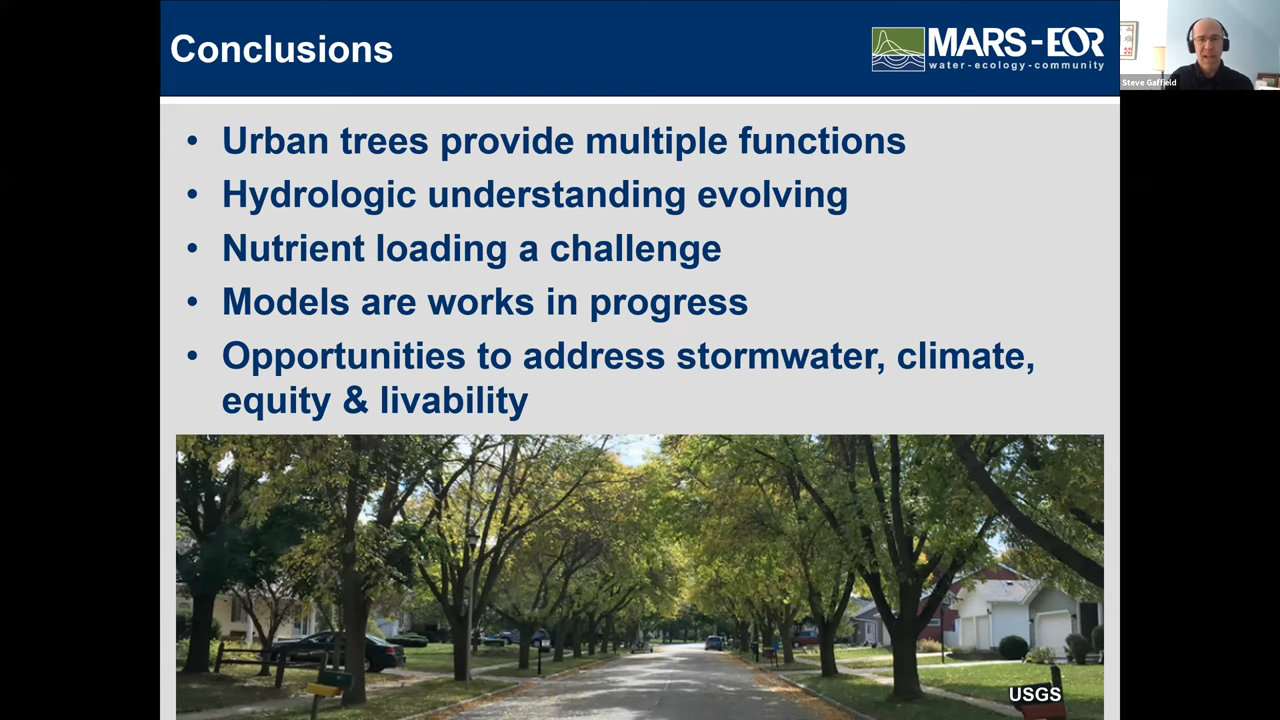 Conclusions
MARS-EOR
water-ecology-community
Steve Gaffield
• Urban trees provide multiple functions
• Hydrologic understanding evolving
• Nutrient loading a challenge
• Models are works in progress
• Opportunities to address stormwater, climate,
equity & livability
USGS